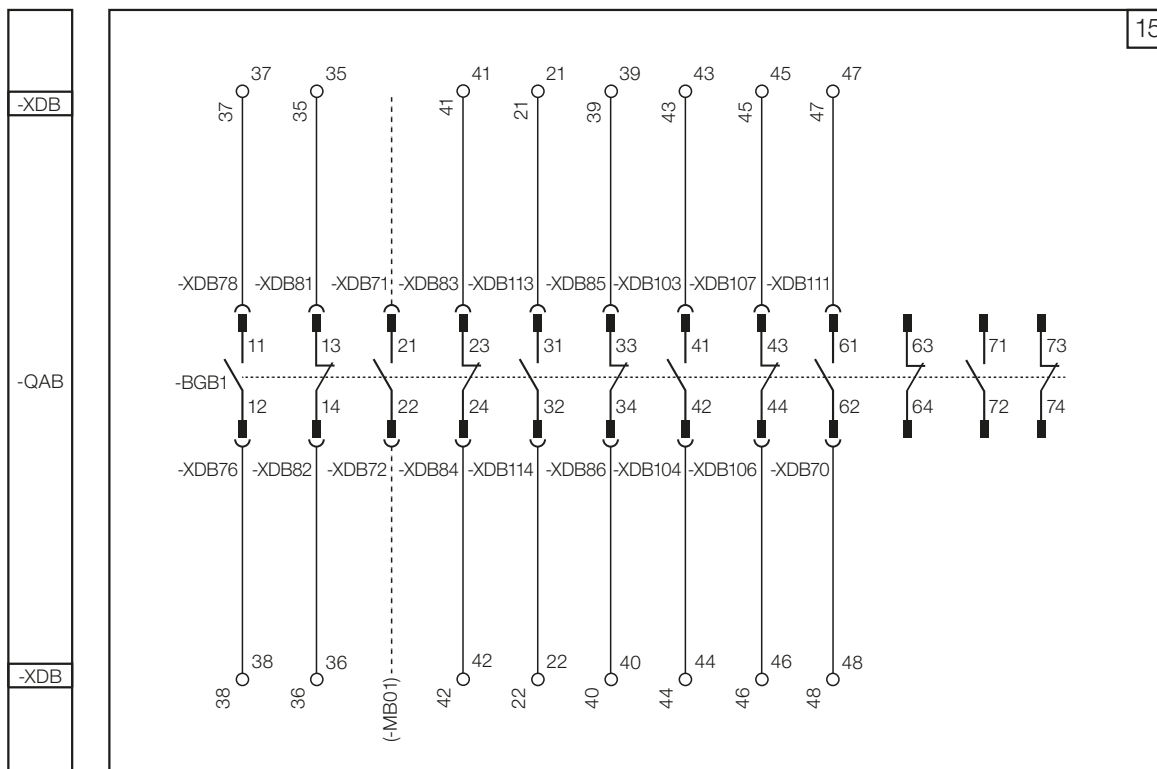 15
37 35 41 21 39 43 45 47
-XDB
37 35 41 21 39 43 45 47
-XDB78 -XDB81 -XDB71 -XDB83 -XDB113 -XDB85 -XDB103 -XDB107 -XDB111
11 13 21 23 31 33 41 43 61 63 71 73
-QAB
-BGB1
12 14 22 24 32 34 42 44 62 64 72 74
-XDB76 -XDB82 -XDB72 -XDB84 -XDB114 -XDB86 -XDB104 -XDB106 -XDB70
38 36 42 22 40 44 46 48
-XDB
38 36 (-MB01) 42 22 40 44 46 48